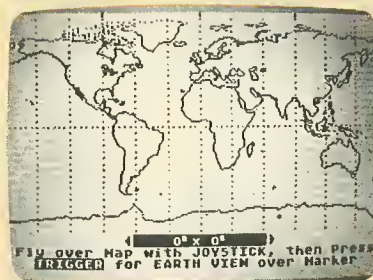 0° x 0°
Fly over Map with JOYSTICK, then Press
TRIGGER for EARTH VIEW over Marker